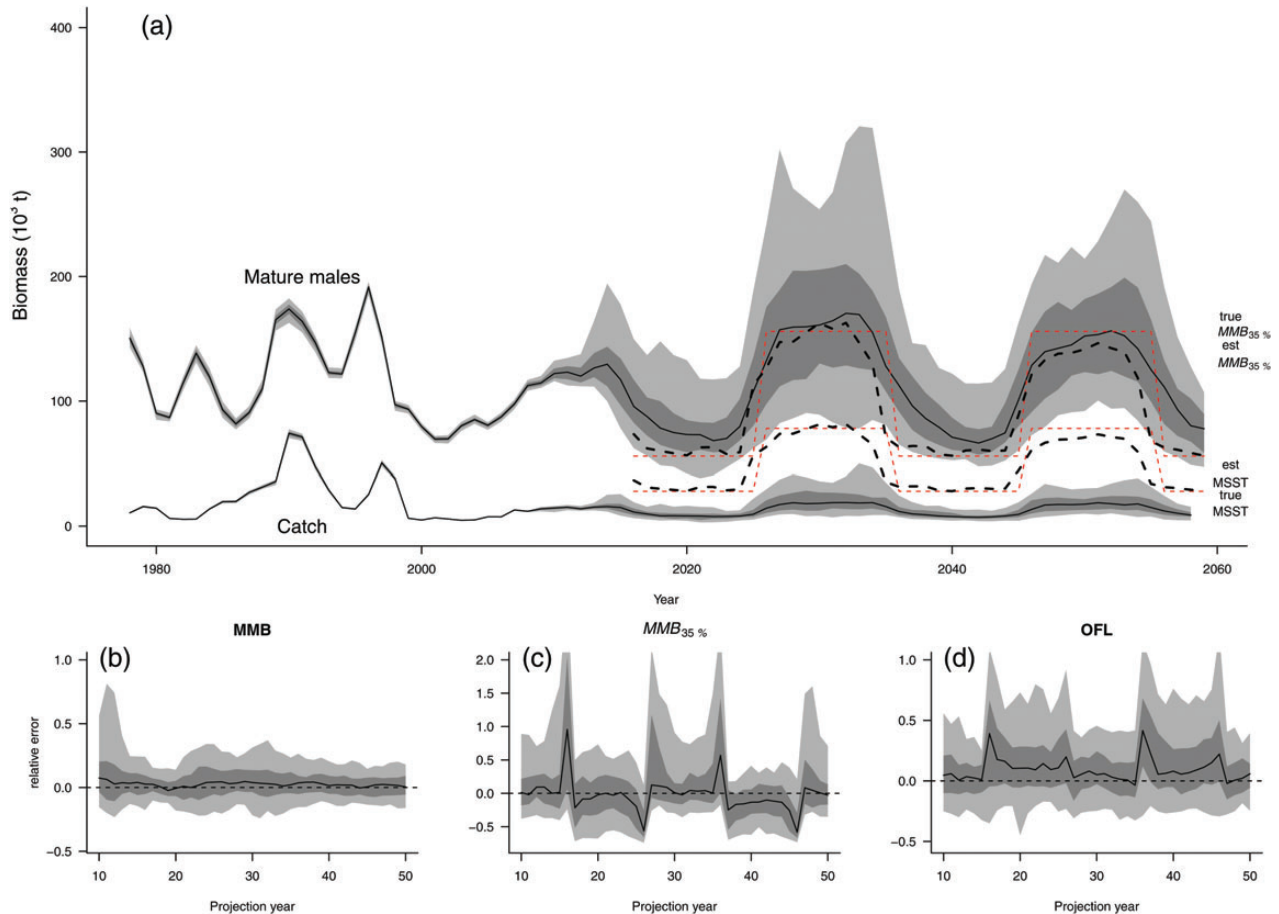 (a)
400
300
200
100
0
Biomass (10³ t)
Mature males
Catch
true
MMB35 %
est
MMB35 %
est
MSST
true
MSST
1980
2000
2020
2040
2060
Year
MMB
(b)
1.0
0.5
0.0
−0.5
relative error
10
20
30
40
50
Projection year
MMB35 %
(c)
2.0
1.5
1.0
0.5
0.0
−0.5
10
20
30
40
50
Projection year
OFL
(d)
1.0
0.5
0.0
−0.5
10
20
30
40
50
Projection year